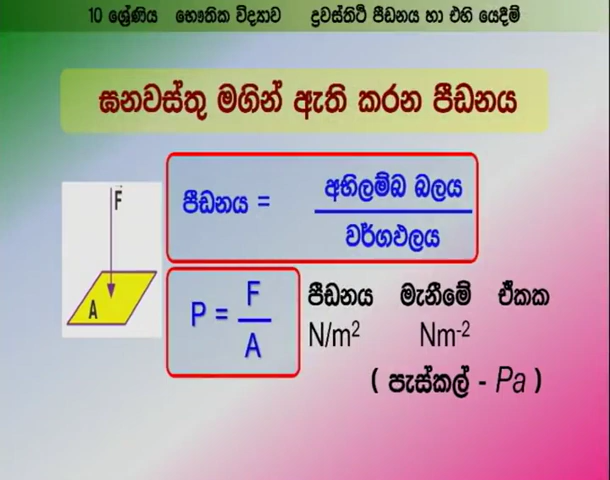 10 ශ්‍රේණිය භෞතික විද්‍යාව ද්‍රවස්තිථි පීඩනය හා එහි යෙදීම්
ඝනවස්තු මගින් ඇති කරන පීඩනය
පීඩනය = අභිලම්බ බලය
වර්ගඵලය
F
A
P = F
A
පීඩනය මැනීමේ ඒකක
N/m² Nm⁻²
( පැස්කල් - Pa )